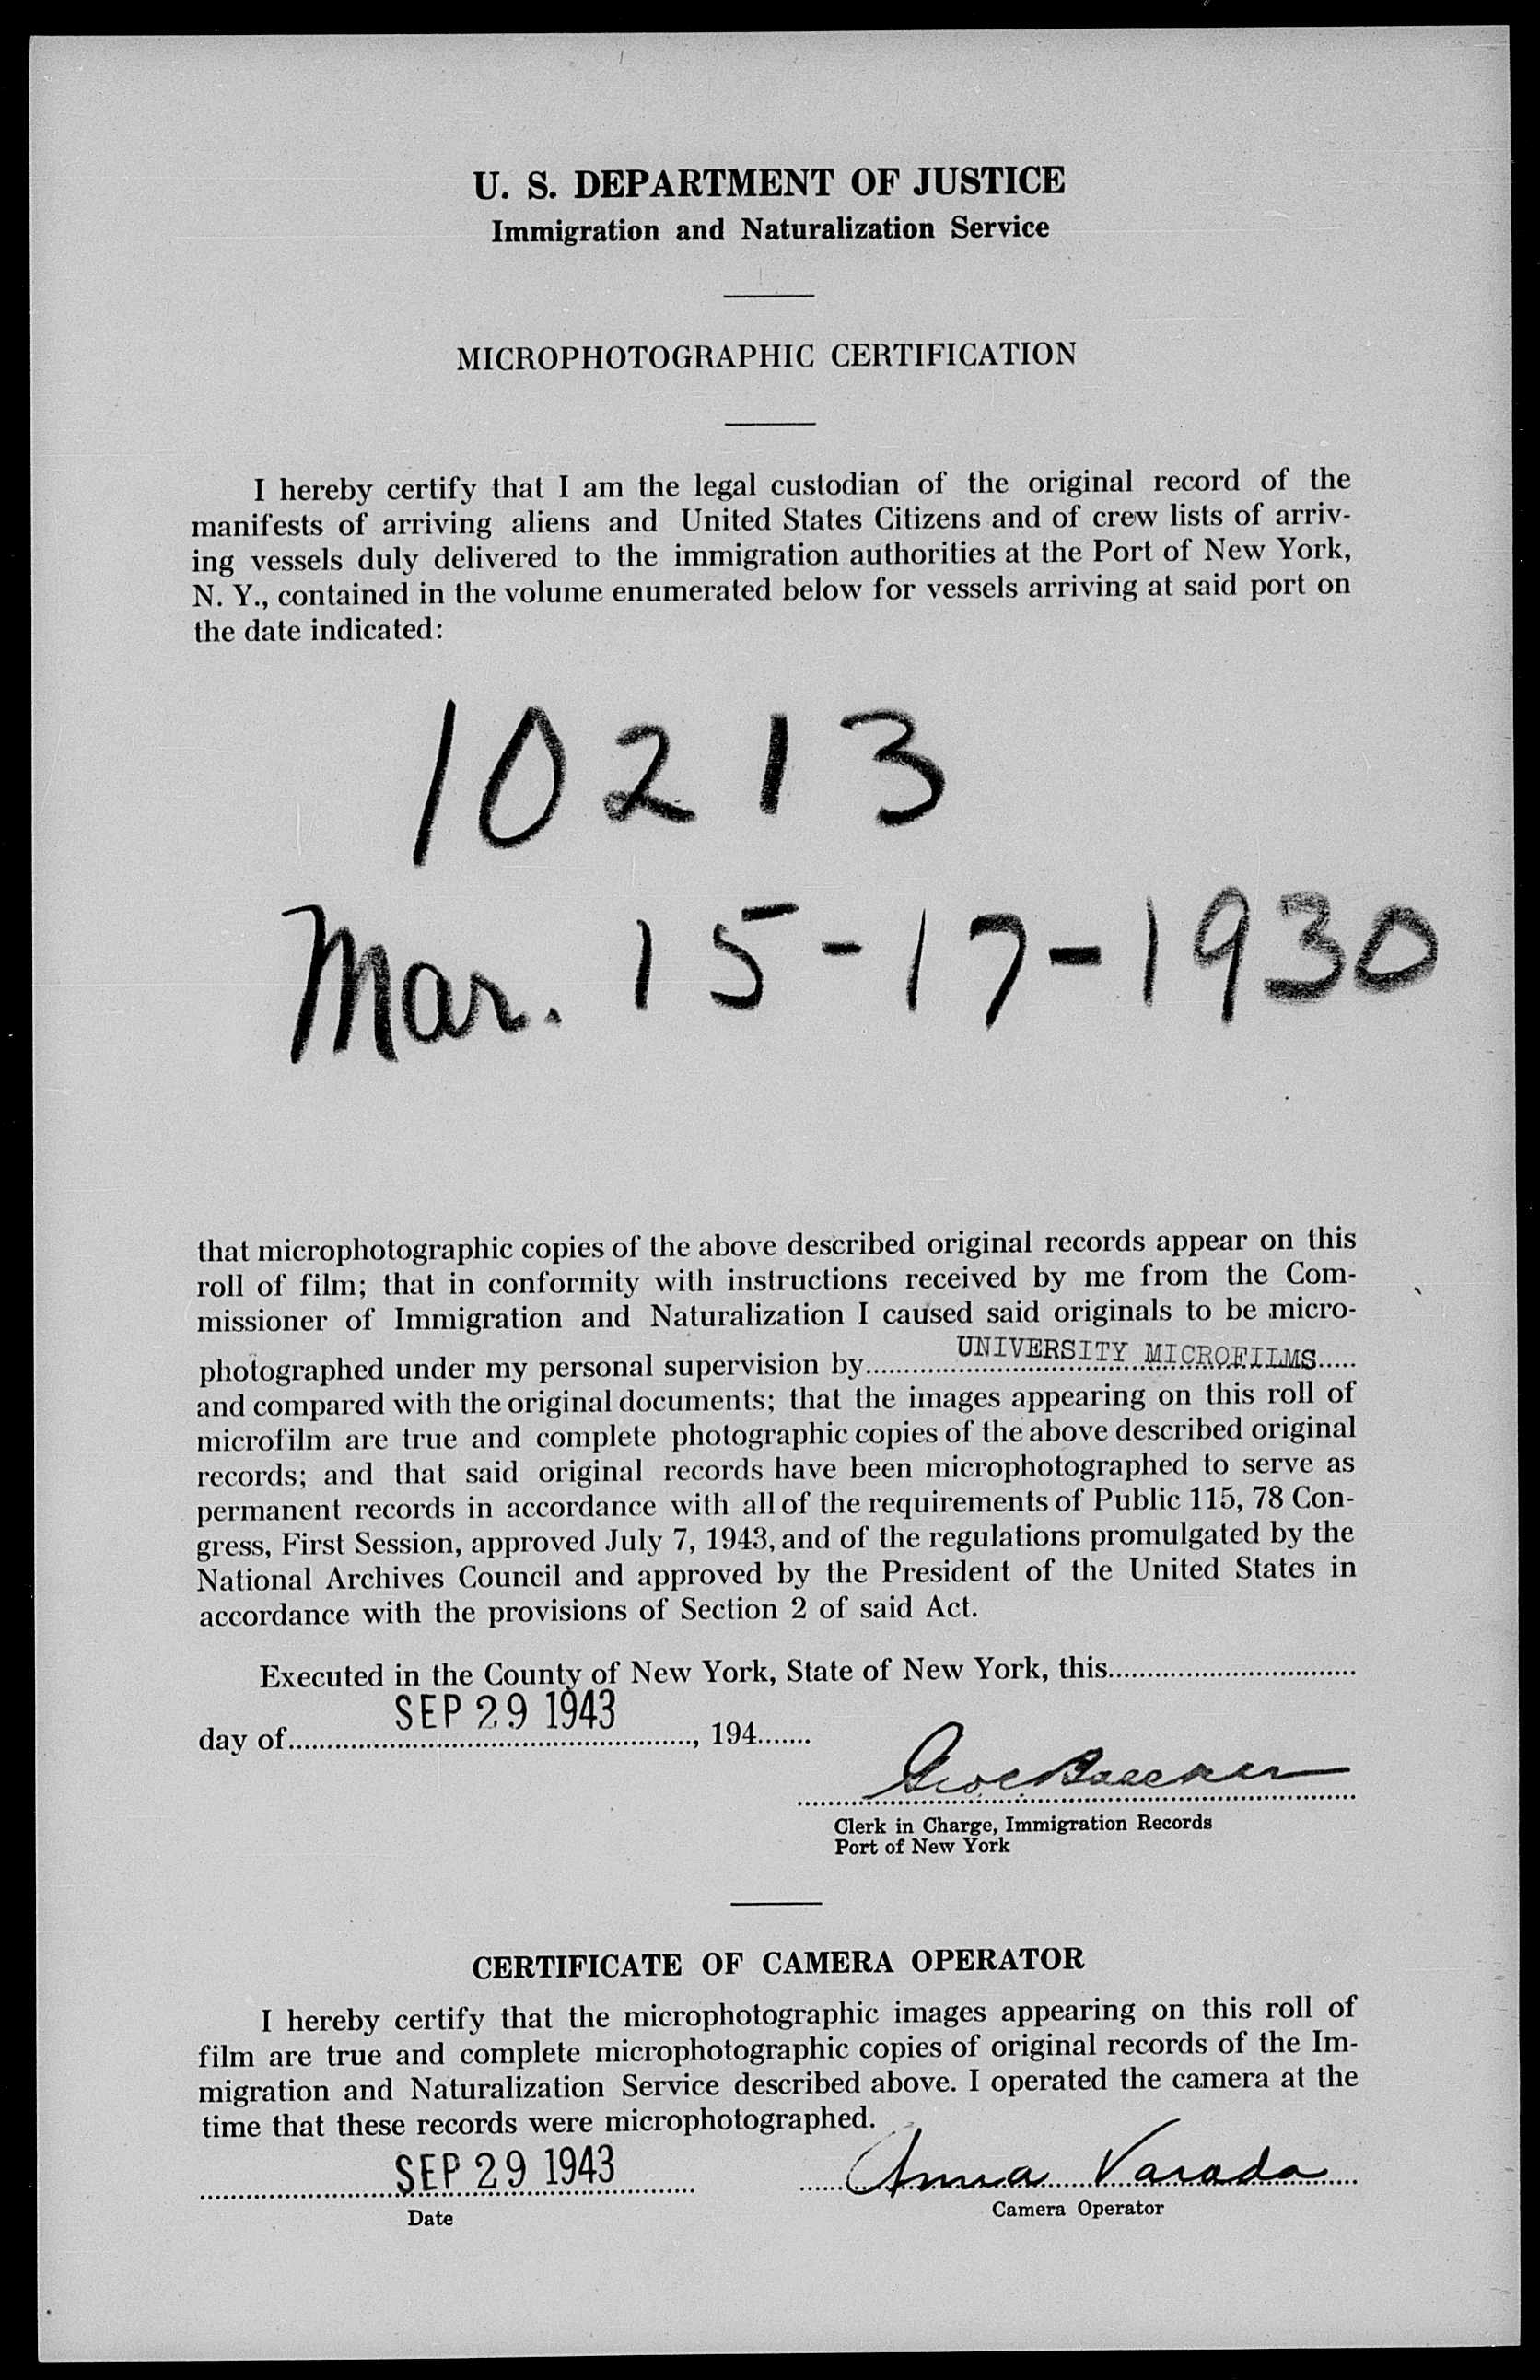 U. S. DEPARTMENT OF JUSTICE
Immigration and Naturalization Service
MICROPHOTOGRAPHIC CERTIFICATION
I hereby certify that I am the legal custodian of the original record of the
manifests of arriving aliens and United States Citizens and of crew lists of arriv-
ing vessels duly delivered to the immigration authorities at the Port of New York,
N. Y., contained in the volume enumerated below for vessels arriving at said port on
the date indicated:
10213
Mar. 15-17-1930
that microphotographic copies of the above described original records appear on this
roll of film; that in conformity with instructions received by me from the Com-
missioner of Immigration and Naturalization I caused said originals to be micro-
photographed under my personal supervision by UNIVERSITY MICROFILMS
and compared with the original documents; that the images appearing on this roll of
microfilm are true and complete photographic copies of the above described original
records; and that said original records have been microphotographed to serve as
permanent records in accordance with all of the requirements of Public 115, 78 Con-
gress, First Session, approved July 7, 1943, and of the regulations promulgated by the
National Archives Council and approved by the President of the United States in
accordance with the provisions of Section 2 of said Act.
Executed in the County of New York, State of New York, this
day of SEP 29 1943, 194
Clerk in Charge, Immigration Records
Port of New York
CERTIFICATE OF CAMERA OPERATOR
I hereby certify that the microphotographic images appearing on this roll of
film are true and complete microphotographic copies of original records of the Im-
migration and Naturalization Service described above. I operated the camera at the
time that these records were microphotographed.
SEP 29 1943 Anna Varada
Date Camera Operator